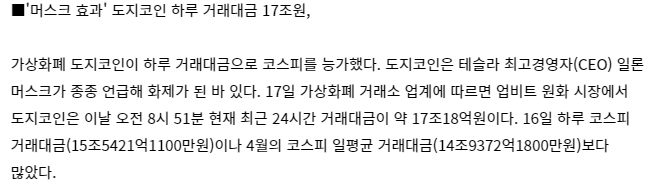 ■'머스크 효과' 도지코인 하루 거래대금 17조원,
가상화폐 도지코인이 하루 거래대금으로 코스피를 능가했다. 도지코인은 테슬라 최고경영자(CEO) 일론
머스크가 종종 언급해 화제가 된 바 있다. 17일 가상화폐 거래소 업계에 따르면 업비트 원화 시장에서
도지코인은 이날 오전 8시 51분 현재 최근 24시간 거래대금이 약 17조18억원이다. 16일 하루 코스피
거래대금(15조5421억1100만원)이나 4월의 코스피 일평균 거래대금(14조9372억1800만원)보다
많았다.